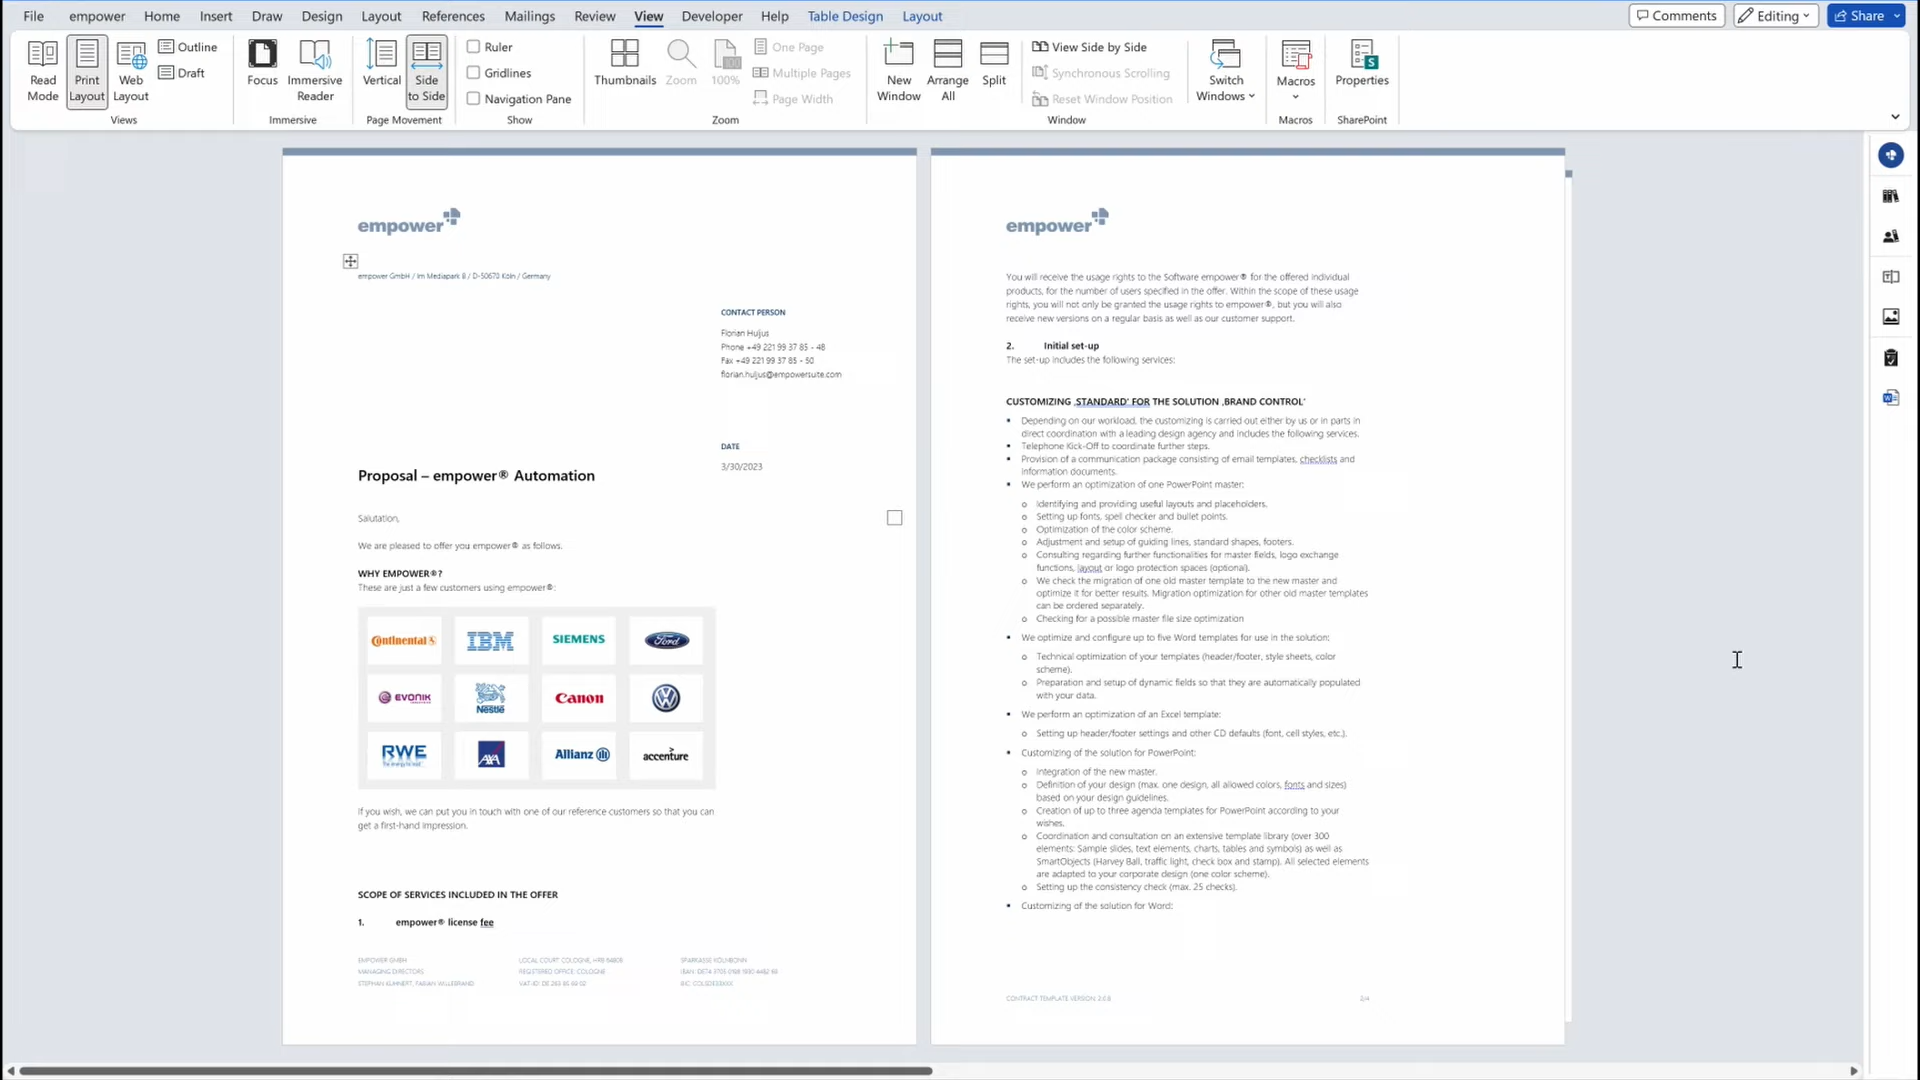 File empower Home Insert Draw Design Layout References Mailings Review View Developer Help Table Design Layout Comments Editing Share
Read Mode
Print Layout
Web Layout
Outline
Draft
Views
Focus
Immersive Reader
Immersive
Vertical
Side to Side
Page Movement
Ruler
Gridlines
Navigation Pane
Show
Thumbnails
Zoom
100%
One Page
Multiple Pages
Page Width
Zoom
New Window
Arrange All
Split
View Side by Side
Synchronous Scrolling
Reset Window Position
Window
Switch Windows
Macros
Macros
Properties
SharePoint
empower
empower GmbH / Im Mediapark 8 / D-50670 Köln / Germany
CONTACT PERSON
Florian Huljus
Phone +49 221 99 37 85 - 48
Fax +49 221 99 37 85 - 50
florian.huljus@empowersuite.com
DATE
3/30/2023
Proposal – empower® Automation
Salutation,
We are pleased to offer you empower® as follows.
WHY EMPOWER®?
These are just a few customers using empower®:
Continental IBM SIEMENS Ford
EVONIK Nestle Canon VW
RWE AXA Allianz accenture
If you wish, we can put you in touch with one of our reference customers so that you can
get a first-hand impression.
SCOPE OF SERVICES INCLUDED IN THE OFFER
1. empower® license fee
EMPOWER GMBH
MANAGING DIRECTORS
STEPHAN KUHNERT, FABIAN WILLEBRAND
LOCAL COURT COLOGNE, HRB 54808
REGISTERED OFFICE: COLOGNE
SPARKASSE KÖLNBONN
empower
You will receive the usage rights to the Software empower® for the offered individual
products, for the number of users specified in the offer. Within the scope of these usage
rights, you will not only be granted the usage rights to empower®, but you will also
receive new versions on a regular basis as well as our customer support.
2. Initial set-up
The set-up includes the following services:
CUSTOMIZING ‚STANDARD' FOR THE SOLUTION ‚BRAND CONTROL'
▪ Depending on our workload, the customizing is carried out either by us or in parts in
direct coordination with a leading design agency and includes the following services.
▪ Telephone Kick-Off to coordinate further steps.
▪ Provision of a communication package consisting of email templates, checklists and
information documents.
▪ We perform an optimization of one PowerPoint master:
o Identifying and providing useful layouts and placeholders.
o Setting up fonts, spell checker and bullet points.
o Optimization of the color scheme.
o Adjustment and setup of guiding lines, standard shapes, footers.
o Consulting regarding further functionalities for master fields, logo exchange
functions, layout or logo protection spaces (optional).
o We check the migration of one old master template to the new master and
optimize it for better results. Migration optimization for other old master templates
can be ordered separately.
o Checking for a possible master file size optimization
▪ We optimize and configure up to five Word templates for use in the solution:
o Technical optimization of your templates (header/footer, style sheets, color
scheme).
o Preparation and setup of dynamic fields so that they are automatically populated
with your data.
▪ We perform an optimization of an Excel template:
o Setting up header/footer settings and other CD defaults (font, cell styles, etc.).
▪ Customizing of the solution for PowerPoint:
o Integration of the new master.
o Definition of your design (max. one design, all allowed colors, fonts and sizes)
based on your design guidelines.
o Creation of up to three agenda templates for PowerPoint according to your
wishes.
o Coordination and consultation on an extensive template library (over 300
elements: Sample slides, text elements, charts, tables and symbols) as well as
SmartObjects (Harvey Ball, traffic light, check box and stamp). All selected elements
are adapted to your corporate design (one color scheme).
o Setting up the consistency check (max. 25 checks).
▪ Customizing of the solution for Word:
CONTRACT TEMPLATE VERSION: 2.0.8
2/4